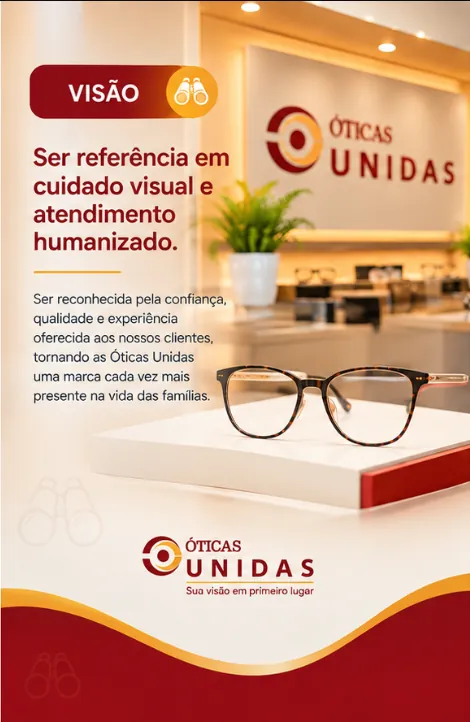 VISÃO
ÓTICAS
UNIDAS
Ser referência em
cuidado visual e
atendimento
humanizado.
Ser reconhecida pela confiança,
qualidade e experiência
oferecida aos nossos clientes,
tornando as Óticas Unidas
uma marca cada vez mais
presente na vida das famílias.
ÓTICAS
UNIDAS
Sua visão em primeiro lugar